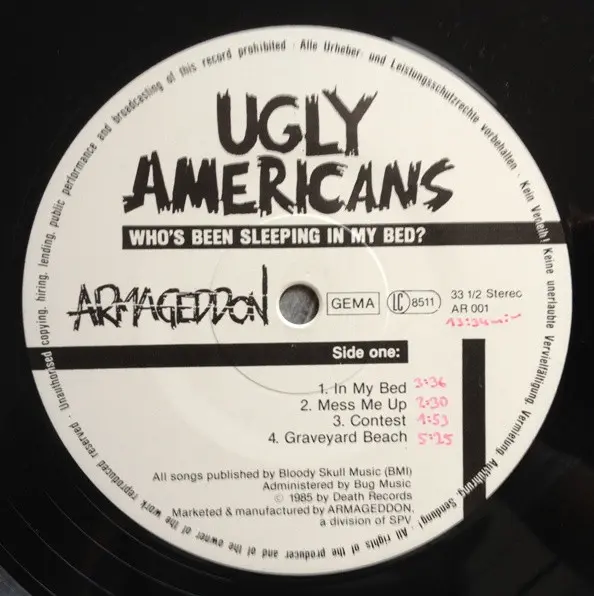 UGLY
AMERICANS
WHO'S BEEN SLEEPING IN MY BED?
ARMAGEDDON
GEMA
LC 8511
33 1/2 Stereo
AR 001
13:34 min
Side one:
1. In My Bed 3:36
2. Mess Me Up 2:30
3. Contest 1:53
4. Graveyard Beach 5:25
All songs published by Bloody Skull Music (BMI)
Administered by Bug Music
© 1985 by Death Records
Marketed & manufactured by ARMAGEDDON,
a division of SPV
Alle Urheber- und Leistungsschutzrechte vorbehalten · Kein Verleih! Keine unerlaubte Vervielfältigung, Vermietung, Aufführung, Sendung! · All rights of the producer and of the owner of the work reproduced reserved · Unauthorised copying, hiring, lending, public performance and broadcasting of this record prohibited ·